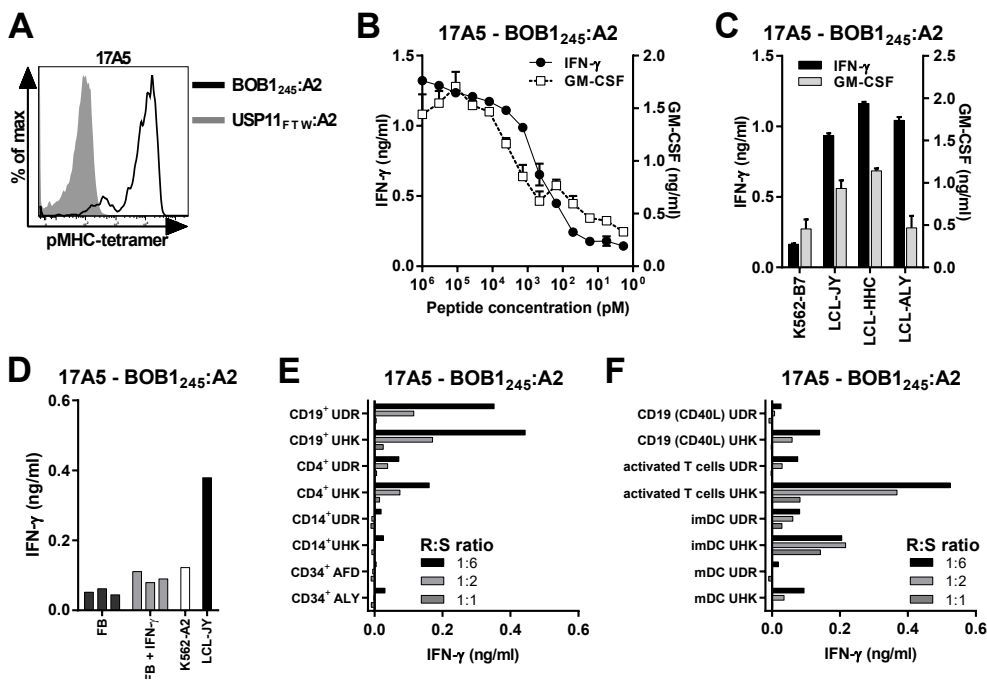 A
17A5
BOB1₂₄₅:A2
USP11FTW:A2
% of max
pMHC-tetramer
B
17A5 - BOB1₂₄₅:A2
IFN-γ
GM-CSF
IFN-γ (ng/ml)
1.5
1.0
0.5
0.0
GM-CSF (ng/ml)
2.0
1.5
1.0
0.5
0.0
10⁶ 10⁵ 10⁴ 10³ 10² 10¹ 10⁰
Peptide concentration (pM)
C
17A5 - BOB1₂₄₅:A2
IFN-γ
GM-CSF
IFN-γ (ng/ml)
1.5
1.0
0.5
0.0
GM-CSF (ng/ml)
2.5
2.0
1.5
1.0
0.5
0.0
K562-B7
LCL-JY
LCL-HHC
LCL-ALY
D
17A5 - BOB1₂₄₅:A2
IFN-γ (ng/ml)
0.6
0.4
0.2
0.0
FB
FB + IFN-γ
K562-A2
LCL-JY
E
17A5 - BOB1₂₄₅:A2
CD19⁺ UDR
CD19⁺ UHK
CD4⁺ UDR
CD4⁺ UHK
CD14⁺UDR
CD14⁺UHK
CD34⁺ AFD
CD34⁺ ALY
R:S ratio
1:6
1:2
1:1
0.0 0.2 0.4 0.6
IFN-γ (ng/ml)
F
17A5 - BOB1₂₄₅:A2
CD19 (CD40L) UDR
CD19 (CD40L) UHK
activated T cells UDR
activated T cells UHK
imDC UDR
imDC UHK
mDC UDR
mDC UHK
R:S ratio
1:6
1:2
1:1
0.0 0.2 0.4 0.6
IFN-γ (ng/ml)